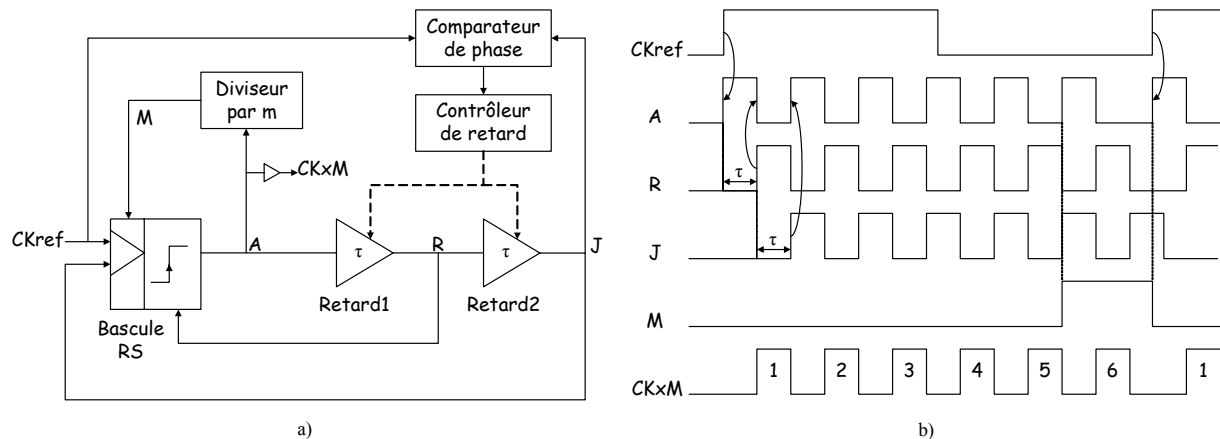 Comparateur
de phase
Diviseur
par m
Contrôleur
de retard
M
CKxM
CKref
A
R
J
τ
τ
Retard1
Retard2
Bascule
RS
a)
CKref
A
R
τ
J
τ
M
CKxM
1 2 3 4 5 6 1
b)